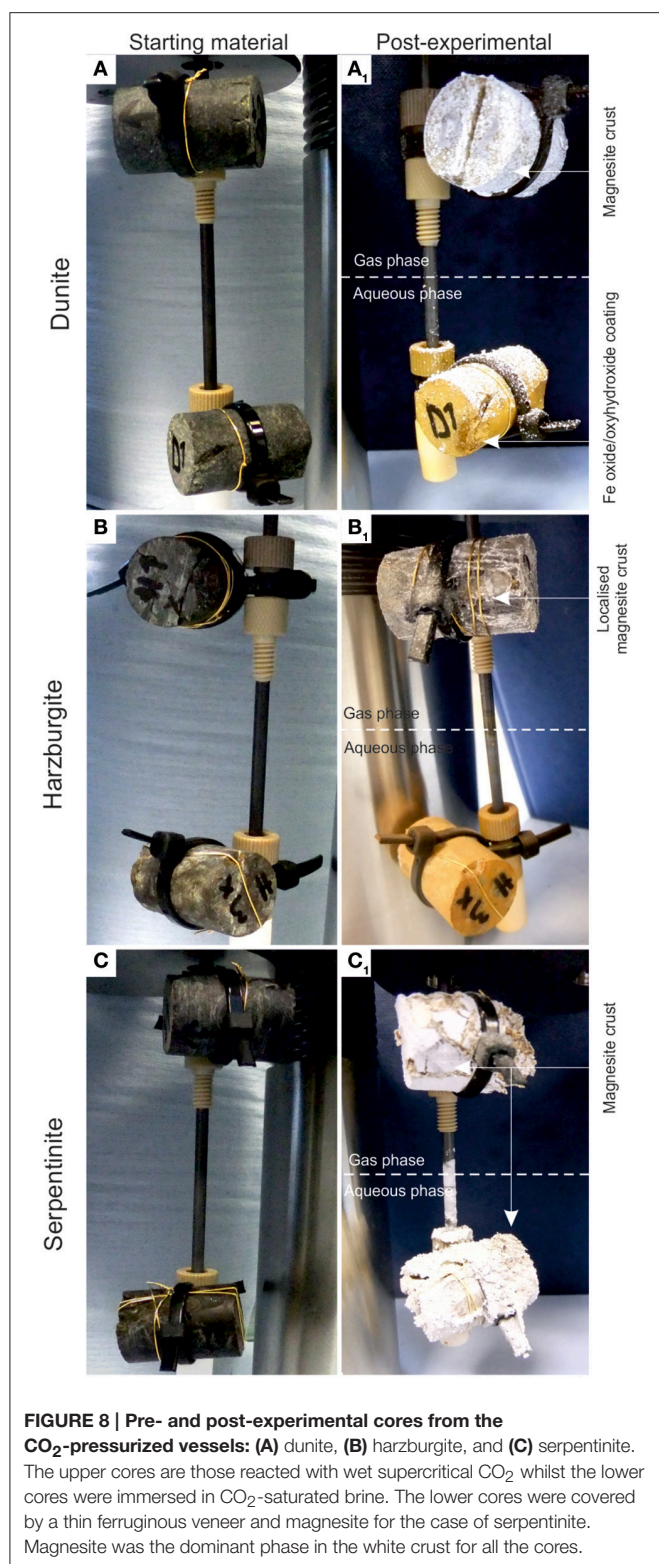 Starting material
Post-experimental
A
A₁
Dunite
Magnesite crust
Gas phase
Aqueous phase
Fe oxide/oxyhydroxide coating
D1
D1
B
B₁
Harzburgite
Localised
magnesite crust
Gas phase
Aqueous phase
C
C₁
Serpentinite
Magnesite crust
Gas phase
Aqueous phase
FIGURE 8 | Pre- and post-experimental cores from the
CO₂-pressurized vessels: (A) dunite, (B) harzburgite, and (C) serpentinite.
The upper cores are those reacted with wet supercritical CO₂ whilst the lower
cores were immersed in CO₂-saturated brine. The lower cores were covered
by a thin ferruginous veneer and magnesite for the case of serpentinite.
Magnesite was the dominant phase in the white crust for all the cores.